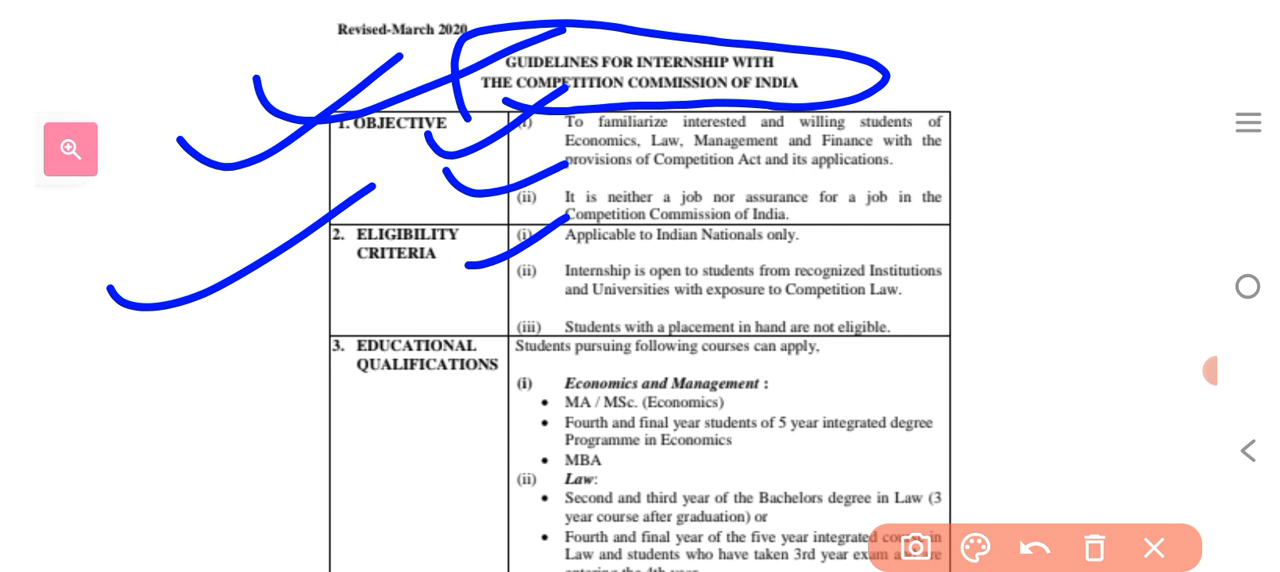 Revised-March 2020
GUIDELINES FOR INTERNSHIP WITH
THE COMPETITION COMMISSION OF INDIA
1. OBJECTIVE
(i) To familiarize interested and willing students of
Economics, Law, Management and Finance with the
provisions of Competition Act and its applications.
(ii) It is neither a job nor assurance for a job in the
Competition Commission of India.
2. ELIGIBILITY
CRITERIA
(i) Applicable to Indian Nationals only.
(ii) Internship is open to students from recognized Institutions
and Universities with exposure to Competition Law.
(iii) Students with a placement in hand are not eligible.
3. EDUCATIONAL
QUALIFICATIONS
Students pursuing following courses can apply,
(i) Economics and Management :
• MA / MSc. (Economics)
• Fourth and final year students of 5 year integrated degree
Programme in Economics
• MBA
(ii) Law:
• Second and third year of the Bachelors degree in Law (3
year course after graduation) or
• Fourth and final year of the five year integrated course in
Law and students who have taken 3rd year exam